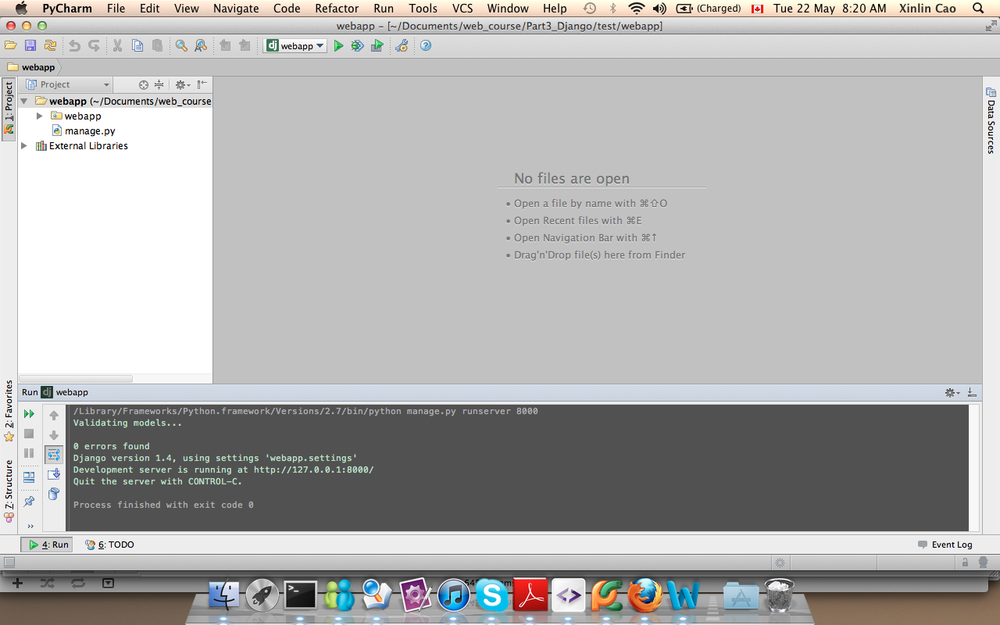 PyCharm File Edit View Navigate Code Refactor Run Tools VCS Window Help (Charged) Tue 22 May 8:20 AM Xinlin Cao
webapp – [~/Documents/web_course/Part3_Django/test/webapp]
dj webapp
webapp
1: Project
Project
webapp (~/Documents/web_course
webapp
manage.py
External Libraries
Data Sources
No files are open
• Open a file by name with ⌘⇧O
• Open Recent files with ⌘E
• Open Navigation Bar with ⌘↑
• Drag'n'Drop file(s) here from Finder
2: Favorites
Z: Structure
Run dj webapp
/Library/Frameworks/Python.framework/Versions/2.7/bin/python manage.py runserver 8000
Validating models...
0 errors found
Django version 1.4, using settings 'webapp.settings'
Development server is running at http://127.0.0.1:8000/
Quit the server with CONTROL-C.
Process finished with exit code 0
4: Run 6: TODO Event Log